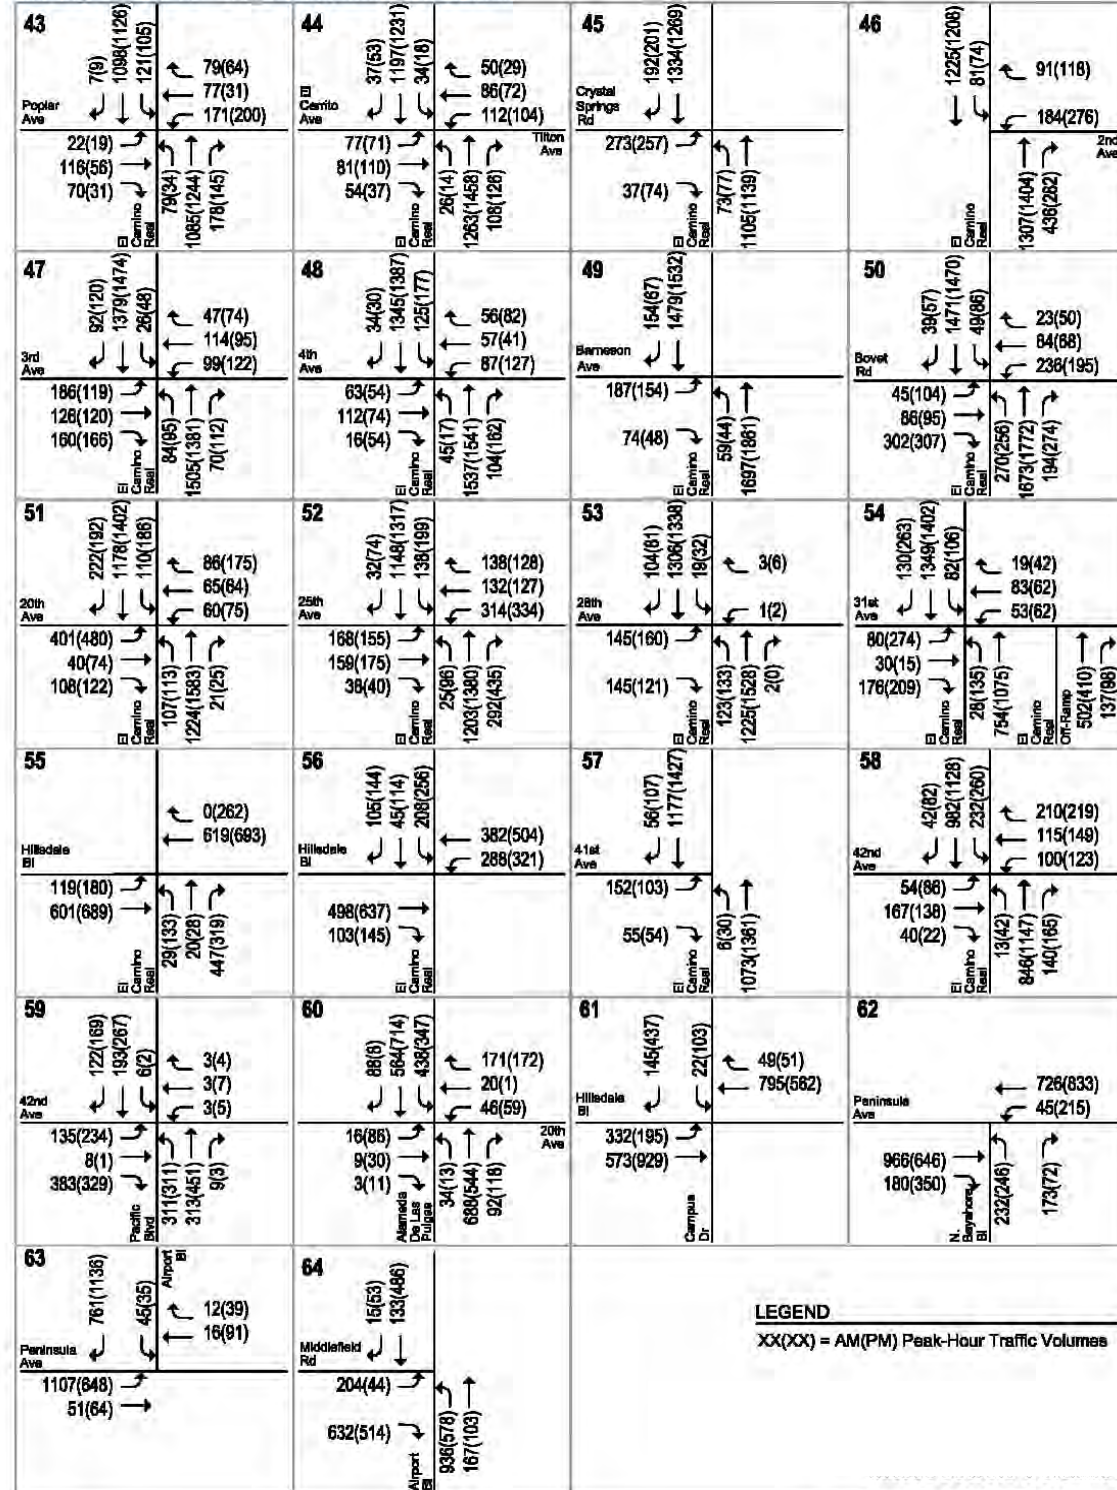 43
7(9)
1098(1126)
121(105)
79(64)
77(31)
171(200)
Poplar
Ave
22(19)
116(56)
70(31)
79(34)
1085(1244)
178(145)
El
Camino
Real
44
37(53)
1197(1231)
34(18)
50(29)
86(72)
112(104)
El
Cerrito
Ave
Tilton
Ave
77(71)
81(110)
54(37)
26(14)
1263(1458)
108(126)
El
Camino
Real
45
192(201)
1334(1269)
Crystal
Springs
Rd
273(257)
37(74)
73(77)
1105(1139)
El
Camino
Real
46
1225(1208)
81(74)
91(118)
184(276)
2nd
Ave
1307(1404)
436(282)
El
Camino
Real
47
92(120)
1379(1474)
26(48)
47(74)
114(95)
99(122)
3rd
Ave
186(119)
126(120)
160(166)
84(95)
1505(1381)
70(112)
El
Camino
Real
48
34(30)
1345(1387)
125(177)
56(82)
57(41)
87(127)
4th
Ave
63(54)
112(74)
16(54)
45(17)
1537(1541)
104(162)
El
Camino
Real
49
154(67)
1479(1532)
Barneson
Ave
187(154)
74(48)
59(44)
1697(1861)
El
Camino
Real
50
39(57)
1471(1470)
49(86)
23(50)
84(68)
236(195)
Bovet
Rd
45(104)
86(95)
302(307)
270(256)
1673(1772)
194(274)
El
Camino
Real
51
222(192)
1178(1402)
110(186)
86(175)
65(64)
60(75)
20th
Ave
401(480)
40(74)
108(122)
107(113)
1224(1583)
21(25)
El
Camino
Real
52
32(74)
1148(1317)
138(199)
138(128)
132(127)
314(334)
25th
Ave
168(155)
159(175)
38(40)
25(96)
1203(1380)
292(435)
El
Camino
Real
53
104(81)
1306(1338)
19(32)
3(6)
1(2)
28th
Ave
145(160)
145(121)
123(133)
1225(1528)
2(0)
El
Camino
Real
54
130(263)
1349(1402)
82(106)
19(42)
83(62)
53(62)
31st
Ave
80(274)
30(15)
176(209)
28(135)
754(1075)
502(410)
137(98)
El
Camino
Real
El
Camino
Real
Off-Ramp
55
0(262)
619(693)
Hillsdale
Bl
119(180)
601(689)
29(133)
20(28)
447(319)
El
Camino
Real
56
105(144)
45(114)
208(256)
382(504)
288(321)
Hillsdale
Bl
498(637)
103(145)
El
Camino
Real
57
56(107)
1177(1427)
41st
Ave
152(103)
55(54)
6(30)
1073(1361)
El
Camino
Real
58
42(82)
982(1128)
232(260)
210(219)
115(149)
100(123)
42nd
Ave
54(86)
167(138)
40(22)
13(42)
846(1147)
140(165)
El
Camino
Real
59
122(169)
193(267)
6(2)
3(4)
3(7)
3(5)
42nd
Ave
135(234)
8(1)
383(329)
311(311)
313(451)
9(3)
Pacific
Blvd
60
88(8)
564(714)
438(347)
171(172)
20(1)
46(59)
20th
Ave
16(86)
9(30)
3(11)
34(13)
688(544)
92(118)
Alameda
De Las
Pulgas
61
145(437)
22(103)
49(51)
795(562)
Hillsdale
Bl
332(195)
573(929)
Campus
Dr
62
726(833)
45(215)
Peninsula
Ave
966(646)
180(350)
232(246)
173(72)
N.
Bayshore
Bl
63
761(1136)
45(35)
Airport
Bl
12(39)
16(91)
Peninsula
Ave
1107(648)
51(64)
64
15(53)
133(486)
Middlefield
Rd
204(44)
632(514)
936(578)
167(103)
Airport
Bl
LEGEND
XX(XX) = AM(PM) Peak-Hour Traffic Volumes